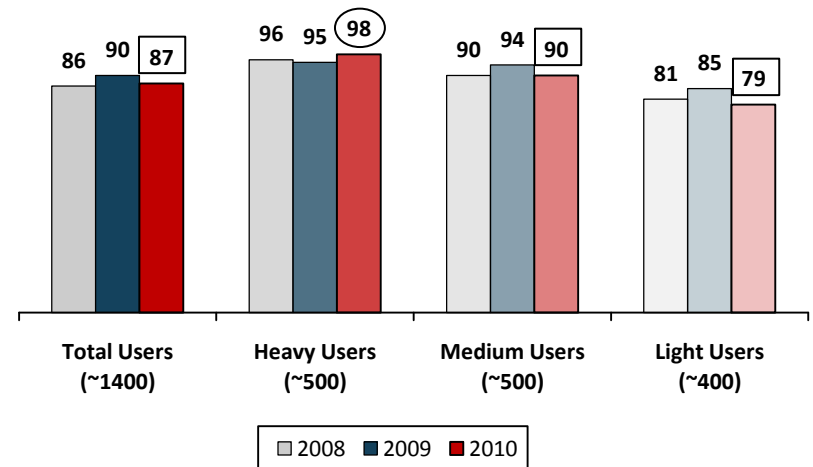 86 90 87 96 95 98 90 94 90 81 85 79
Total Users Heavy Users Medium Users Light Users
(~1400) (~500) (~500) (~400)
2008 2009 2010